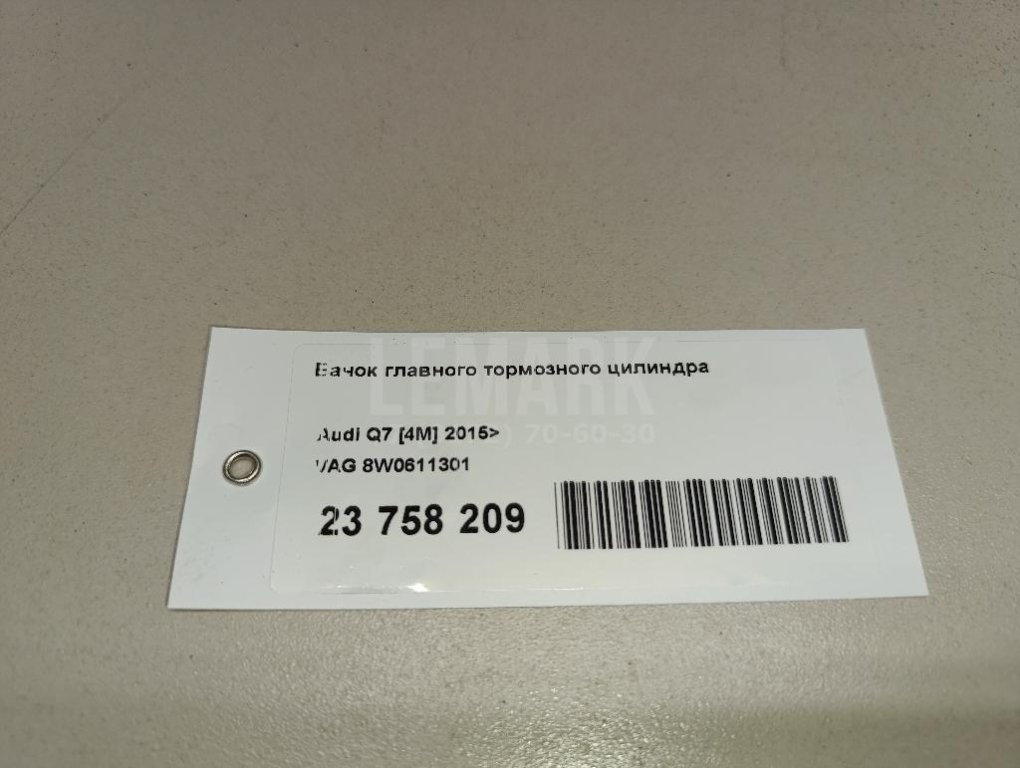 Бачок главного тормозного цилиндра
LEMARK
) 70-60-30
Audi Q7 [4M] 2015>
VAG 8W0611301
23 758 209